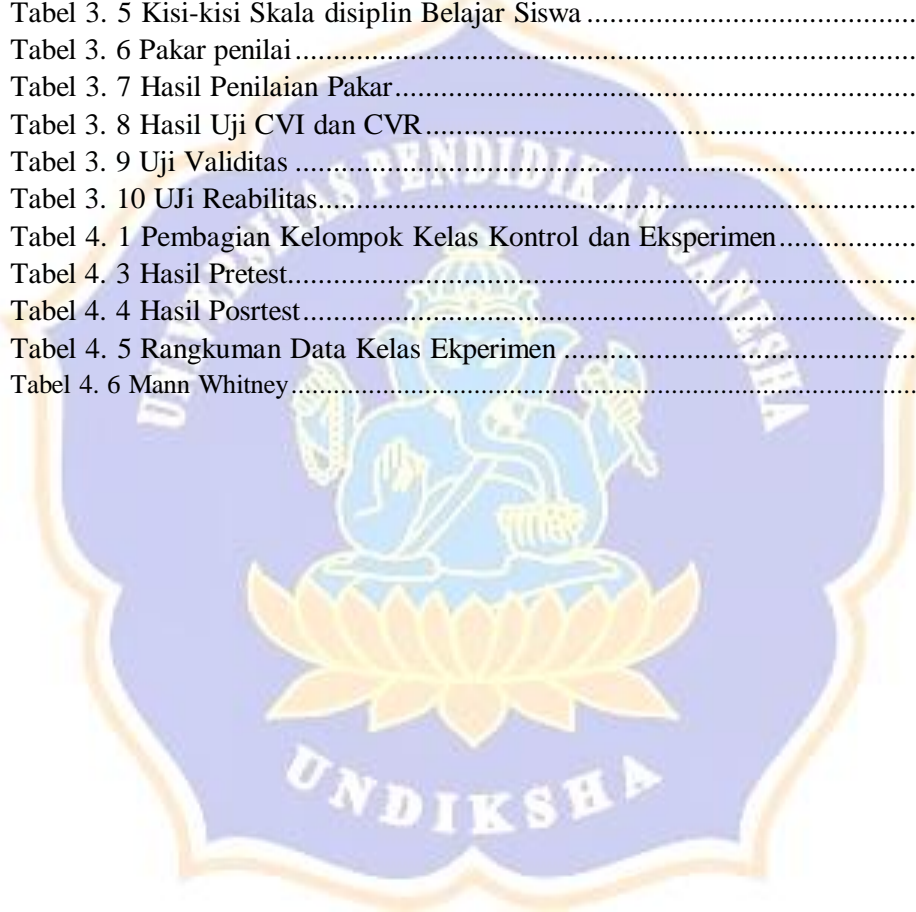 Tabel 3. 5 Kisi-kisi Skala disiplin Belajar Siswa.......................................................
Tabel 3. 6 Pakar penilai.......................................................
Tabel 3. 7 Hasil Penilaian Pakar.......................................................
Tabel 3. 8 Hasil Uji CVI dan CVR.......................................................
Tabel 3. 9 Uji Validitas.......................................................
Tabel 3. 10 UJi Reabilitas.......................................................
Tabel 4. 1 Pembagian Kelompok Kelas Kontrol dan Eksperimen...................
Tabel 4. 3 Hasil Pretest.......................................................
Tabel 4. 4 Hasil Posrtest.......................................................
Tabel 4. 5 Rangkuman Data Kelas Ekperimen.......................................................
Tabel 4. 6 Mann Whitney.......................................................
UNIVERSITAS PENDIDIKAN GANESHA
UNDIKSHA